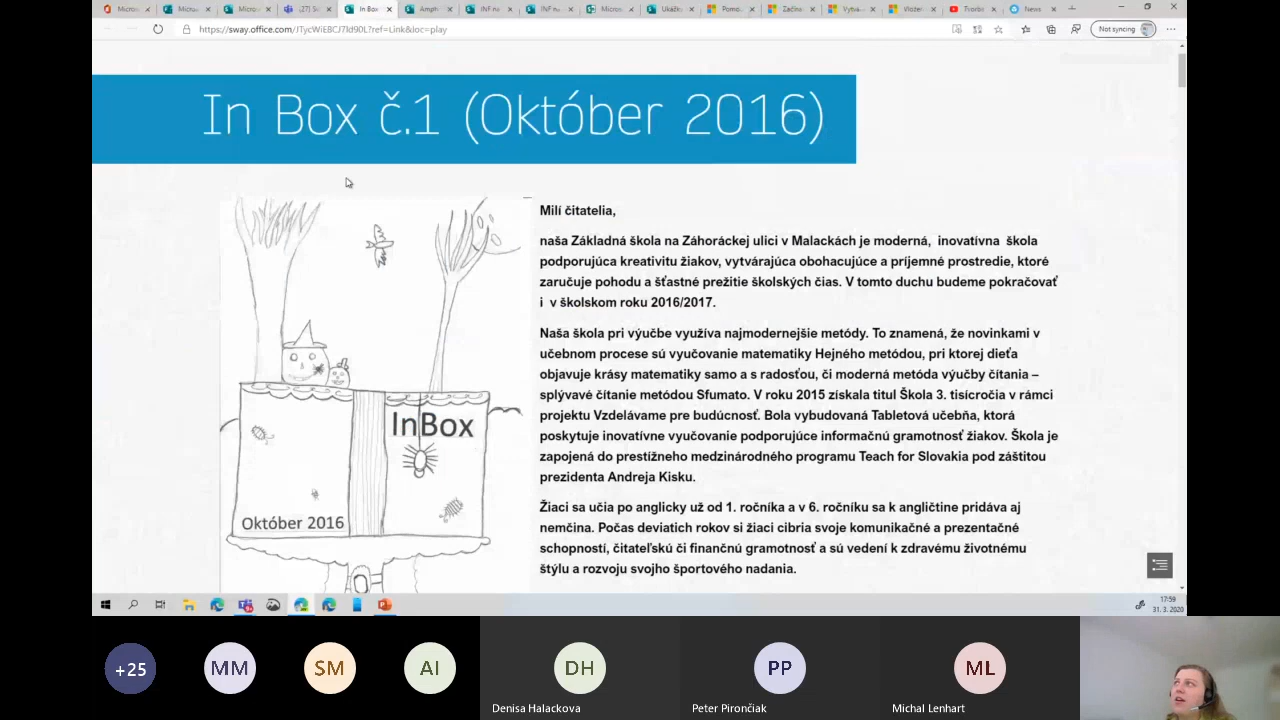 In Box
https://sway.office.com/JTycWiEBCJ7Id90L?ref=Link&loc=play
Not syncing
In Box č.1 (Október 2016)
Milí čitatelia,
naša Základná škola na Záhoráckej ulici v Malackách je moderná, inovatívna škola
podporujúca kreativitu žiakov, vytvárajúca obohacujúce a príjemné prostredie, ktoré
zaručuje pohodu a šťastné prežitie školských čias. V tomto duchu budeme pokračovať
i v školskom roku 2016/2017.
Naša škola pri výučbe využíva najmodernejšie metódy. To znamená, že novinkami v
učebnom procese sú vyučovanie matematiky Hejného metódou, pri ktorej dieťa
objavuje krásy matematiky samo a s radosťou, či moderná metóda výučby čítania –
splývavé čítanie metódou Sfumato. V roku 2015 získala titul Škola 3. tisícročia v rámci
projektu Vzdelávame pre budúcnosť. Bola vybudovaná Tabletová učebňa, ktorá
poskytuje inovatívne vyučovanie podporujúce informačnú gramotnosť žiakov. Škola je
zapojená do prestížneho medzinárodného programu Teach for Slovakia pod záštitou
prezidenta Andreja Kisku.
Žiaci sa učia po anglicky už od 1. ročníka a v 6. ročníku sa k angličtine pridáva aj
nemčina. Počas deviatich rokov si žiaci cibria svoje komunikačné a prezentačné
schopností, čitateľskú či finančnú gramotnosť a sú vedení k zdravému životnému
štýlu a rozvoju svojho športového nadania.
InBox
Október 2016
17:59
31. 3. 2020
+25
MM
SM
AI
DH
PP
ML
Denisa Halackova
Peter Pirončiak
Michal Lenhart